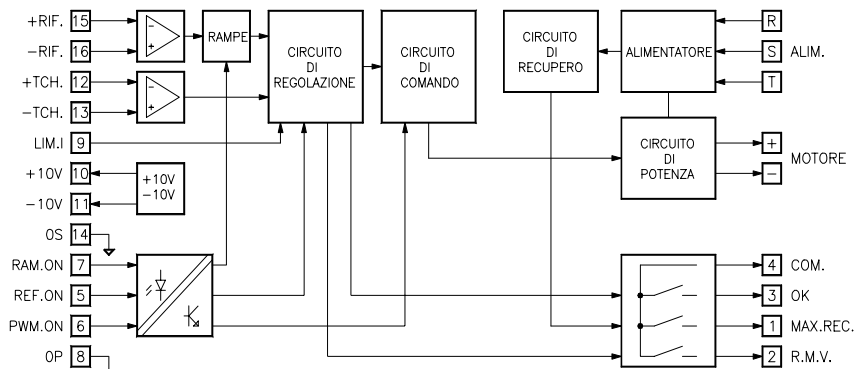 +RIF. 15
-RIF. 16
+TCH. 12
-TCH. 13
LIM.I 9
+10V 10
-10V 11
0S 14
RAM.ON 7
REF.ON 5
PWM.ON 6
0P 8
- +
- +
+10V
-10V
RAMPE
CIRCUITO
DI
REGOLAZIONE
CIRCUITO
DI
COMANDO
CIRCUITO
DI
RECUPERO
ALIMENTATORE
CIRCUITO
DI
POTENZA
R
S ALIM.
T
+
MOTORE
-
4 COM.
3 OK
1 MAX.REC.
2 R.M.V.